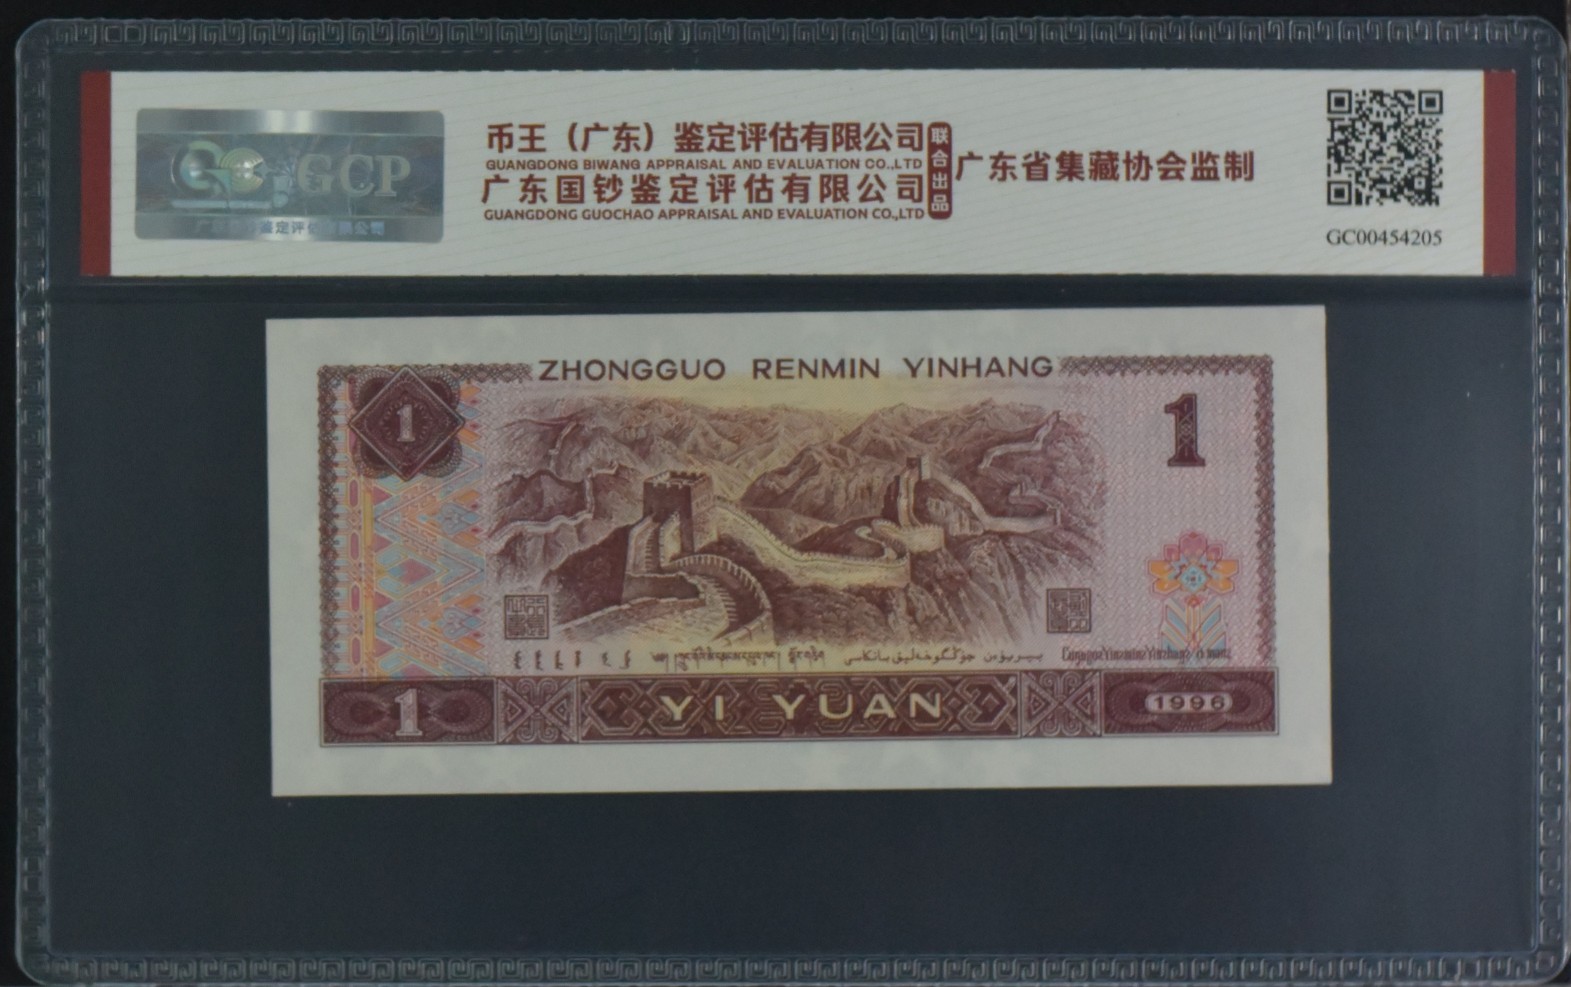 GCP
币王（广东）鉴定评估有限公司
GUANGDONG BIWANG APPRAISAL AND EVALUATION CO.,LTD
广东国钞鉴定评估有限公司
GUANGDONG GUOCHAO APPRAISAL AND EVALUATION CO.,LTD
联合出品
广东省集藏协会监制
GC00454205
ZHONGGUO RENMIN YINHANG
1
1
1
YI YUAN
1996